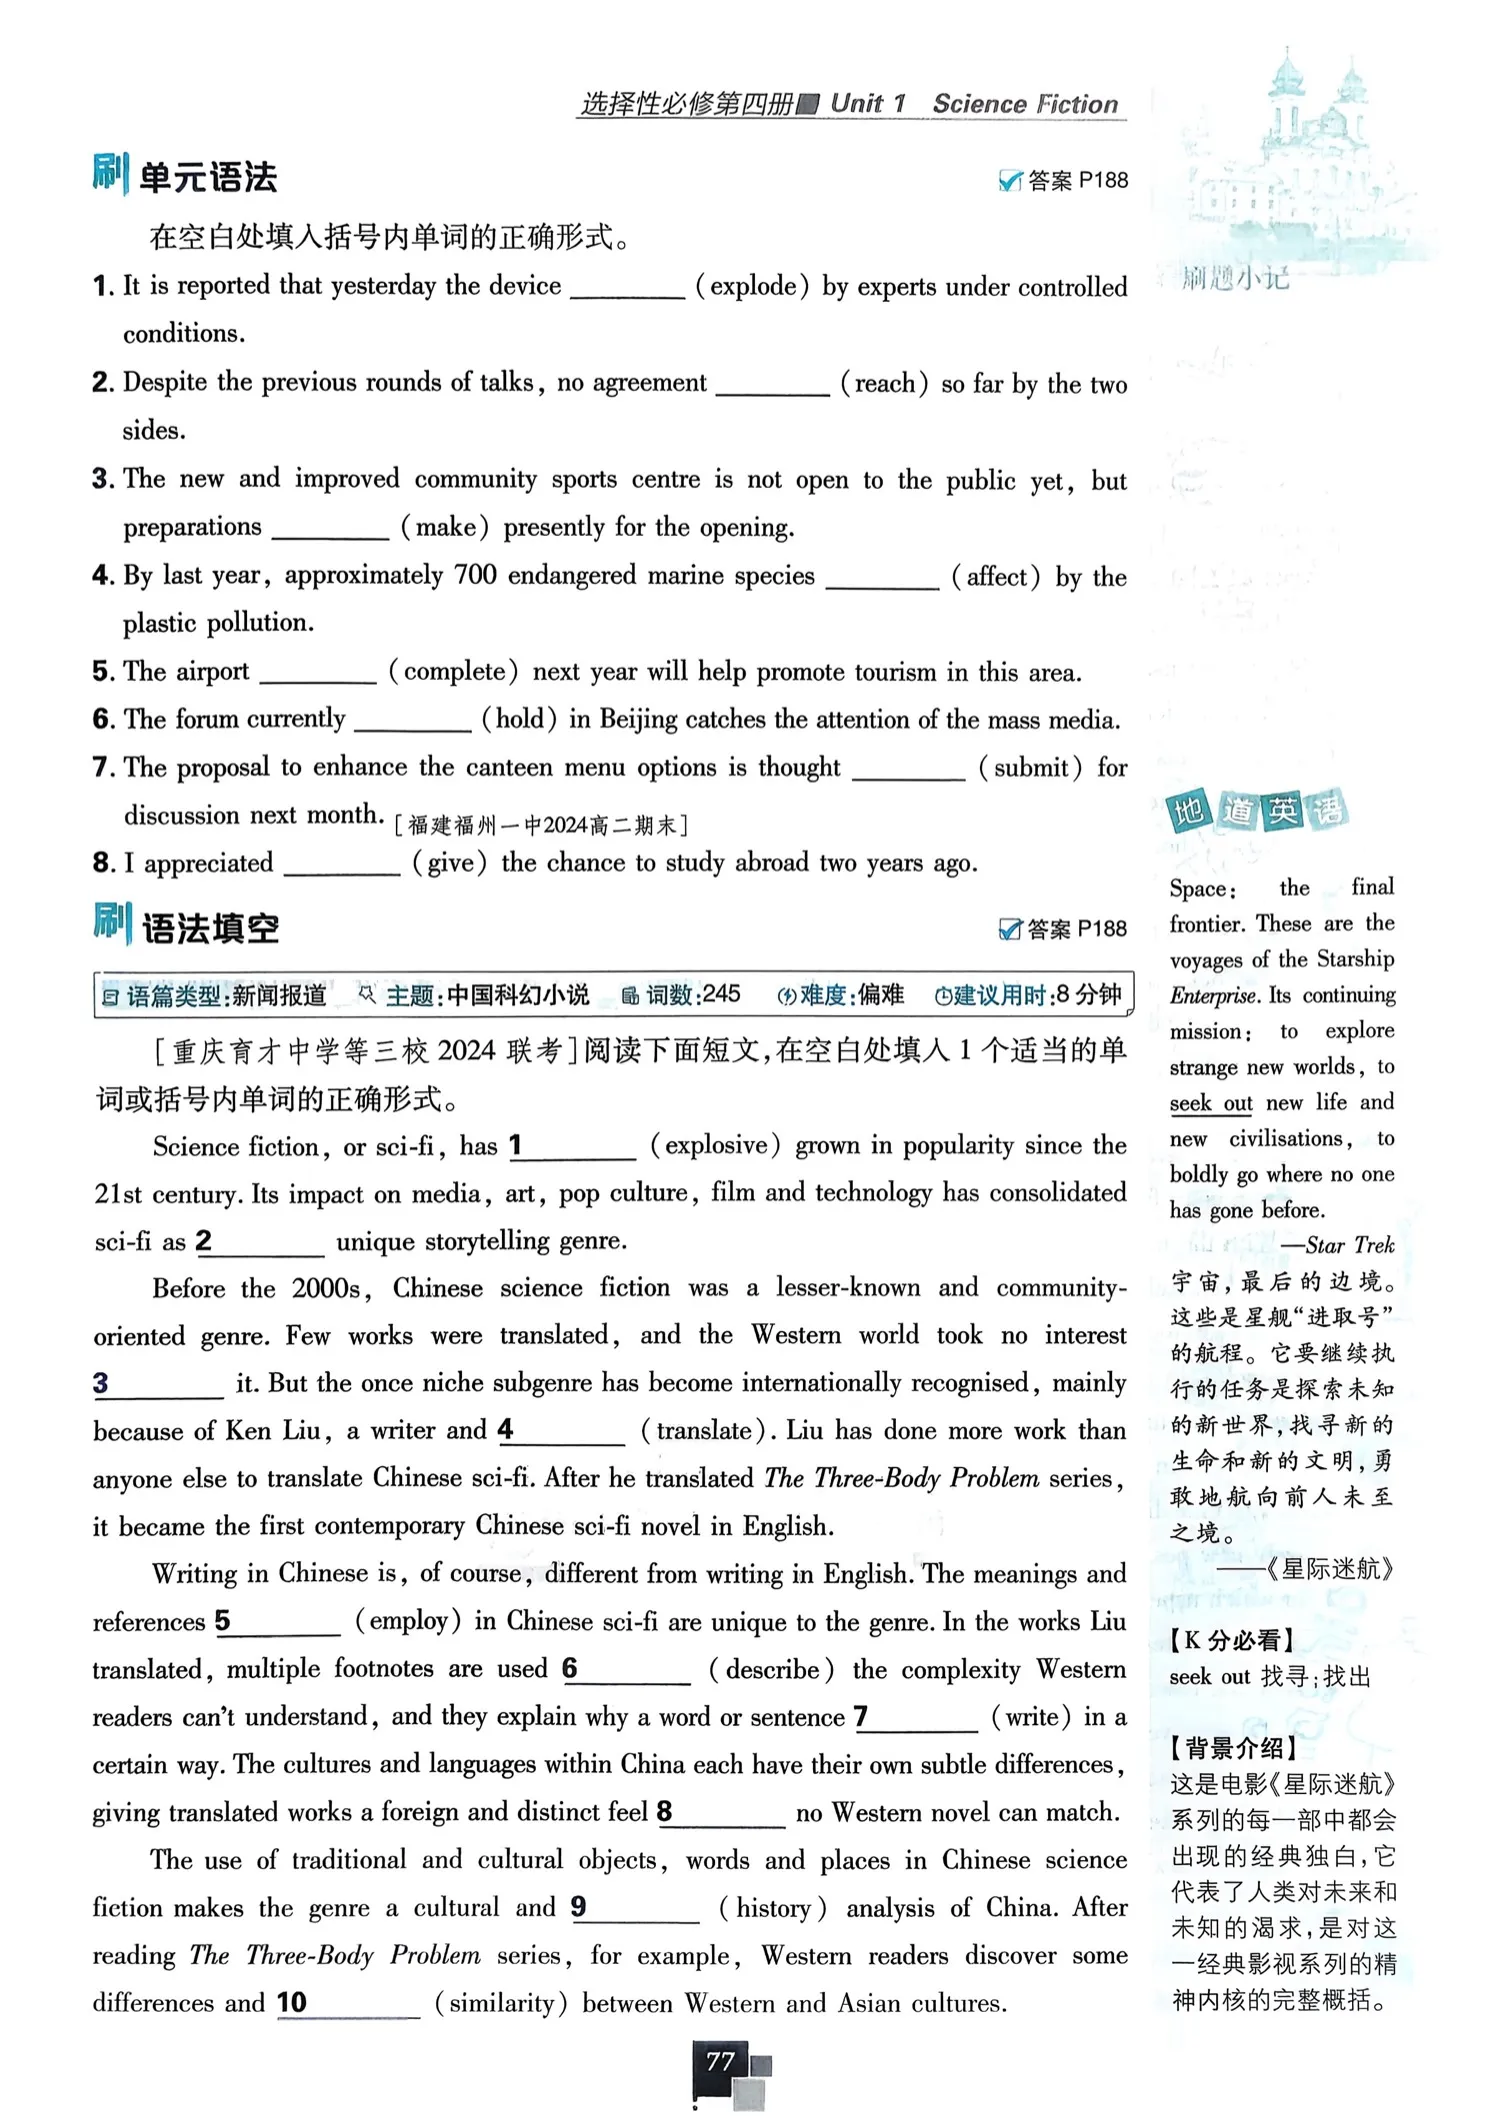 选择性必修第四册 Unit 1 Science Fiction
刷 单元语法
答案 P188
在空白处填入括号内单词的正确形式。
1. It is reported that yesterday the device ________ (explode) by experts under controlled
conditions.
2. Despite the previous rounds of talks, no agreement ________ (reach) so far by the two
sides.
3. The new and improved community sports centre is not open to the public yet, but
preparations ________ (make) presently for the opening.
4. By last year, approximately 700 endangered marine species ________ (affect) by the
plastic pollution.
5. The airport ________ (complete) next year will help promote tourism in this area.
6. The forum currently ________ (hold) in Beijing catches the attention of the mass media.
7. The proposal to enhance the canteen menu options is thought ________ (submit) for
discussion next month. [福建福州一中2024高二期末]
8. I appreciated ________ (give) the chance to study abroad two years ago.
刷 语法填空
答案 P188
语篇类型:新闻报道 主题:中国科幻小说 词数:245 难度:偏难 建议用时:8分钟
[重庆育才中学等三校 2024 联考]阅读下面短文,在空白处填入 1 个适当的单
词或括号内单词的正确形式。
Science fiction, or sci-fi, has 1________ (explosive) grown in popularity since the
21st century. Its impact on media, art, pop culture, film and technology has consolidated
sci-fi as 2________ unique storytelling genre.
Before the 2000s, Chinese science fiction was a lesser-known and community-
oriented genre. Few works were translated, and the Western world took no interest
3________ it. But the once niche subgenre has become internationally recognised, mainly
because of Ken Liu, a writer and 4________ (translate). Liu has done more work than
anyone else to translate Chinese sci-fi. After he translated The Three-Body Problem series,
it became the first contemporary Chinese sci-fi novel in English.
Writing in Chinese is, of course, different from writing in English. The meanings and
references 5________ (employ) in Chinese sci-fi are unique to the genre. In the works Liu
translated, multiple footnotes are used 6________ (describe) the complexity Western
readers can't understand, and they explain why a word or sentence 7________ (write) in a
certain way. The cultures and languages within China each have their own subtle differences,
giving translated works a foreign and distinct feel 8________ no Western novel can match.
The use of traditional and cultural objects, words and places in Chinese science
fiction makes the genre a cultural and 9________ (history) analysis of China. After
reading The Three-Body Problem series, for example, Western readers discover some
differences and 10________ (similarity) between Western and Asian cultures.
77
刷题小记
地道英语
Space: the final
frontier. These are the
voyages of the Starship
Enterprise. Its continuing
mission: to explore
strange new worlds, to
seek out new life and
new civilisations, to
boldly go where no one
has gone before.
—Star Trek
宇宙,最后的边境。
这些是星舰“进取号”
的航程。它要继续执
行的任务是探索未知
的新世界,找寻新的
生命和新的文明,勇
敢地航向前人未至
之境。
——《星际迷航》
【K 分必看】
seek out 找寻;找出
【背景介绍】
这是电影《星际迷航》
系列的每一部中都会
出现的经典独白,它
代表了人类对未来和
未知的渴求,是对这
一经典影视系列的精
神内核的完整概括。